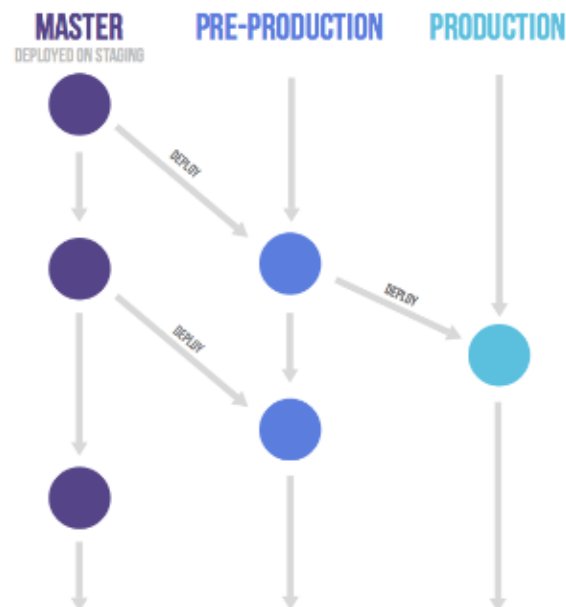 MASTER
DEPLOYED ON STAGING
PRE-PRODUCTION
PRODUCTION
DEPLOY
DEPLOY
DEPLOY